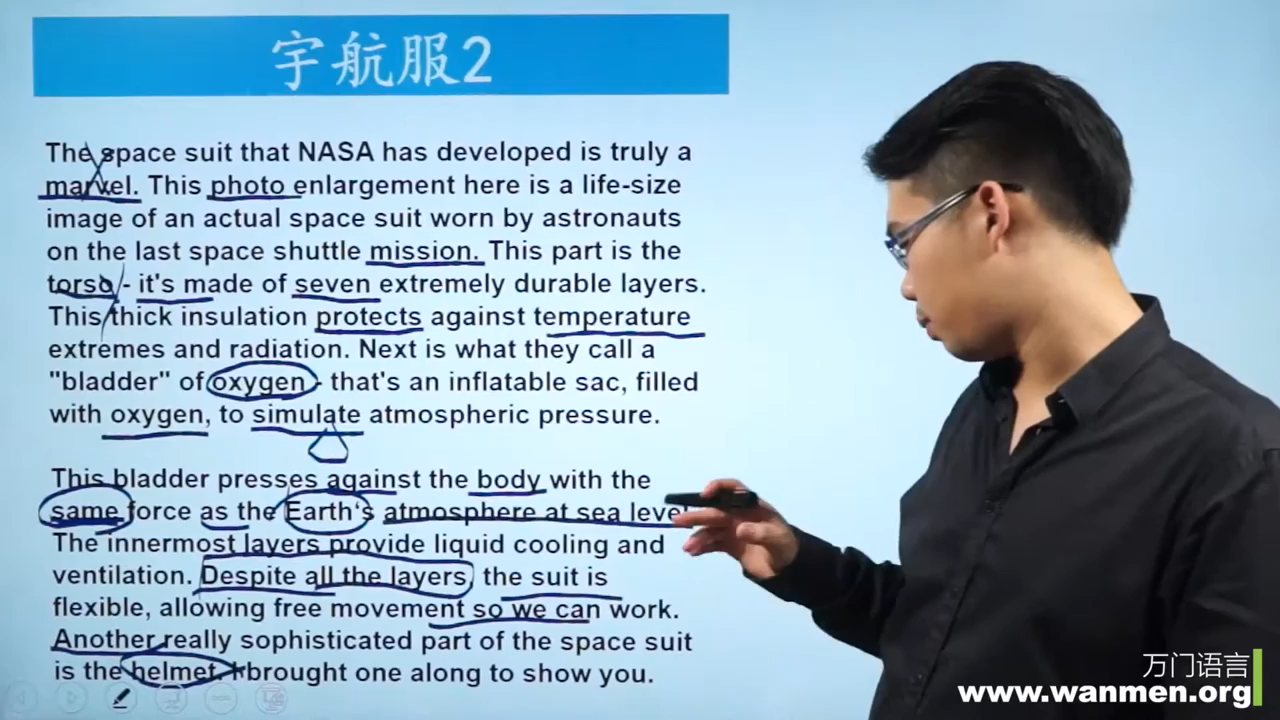 宇航服2
The space suit that NASA has developed is truly a
marvel. This photo enlargement here is a life-size
image of an actual space suit worn by astronauts
on the last space shuttle mission. This part is the
torso - it's made of seven extremely durable layers.
This thick insulation protects against temperature
extremes and radiation. Next is what they call a
"bladder" of oxygen - that's an inflatable sac, filled
with oxygen, to simulate atmospheric pressure.
This bladder presses against the body with the
same force as the Earth's atmosphere at sea level
The innermost layers provide liquid cooling and
ventilation. Despite all the layers, the suit is
flexible, allowing free movement so we can work.
Another really sophisticated part of the space suit
is the helmet. I brought one along to show you.
万门语言
www.wanmen.org